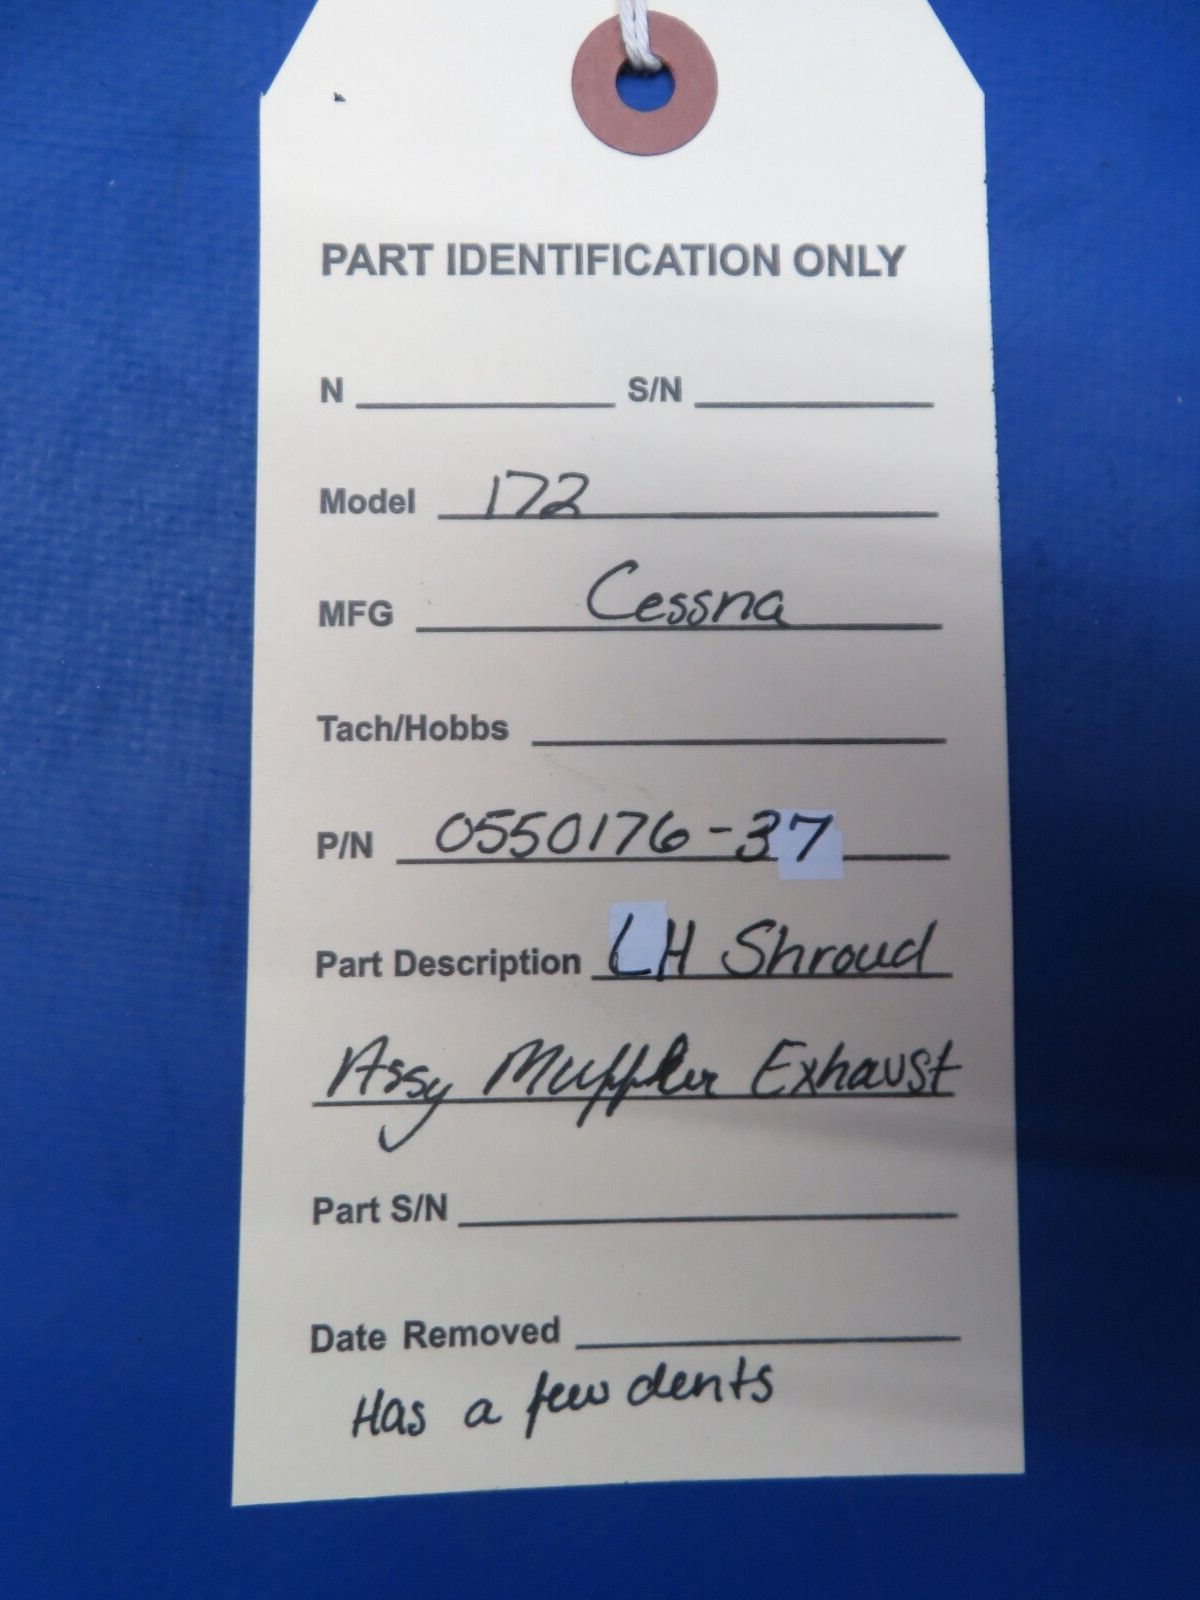 PART IDENTIFICATION ONLY
N S/N
Model 172
MFG Cessna
Tach/Hobbs
P/N 0550176-37
Part Description LH Shroud
Assy Muffler Exhaust
Part S/N
Date Removed
Has a few dents